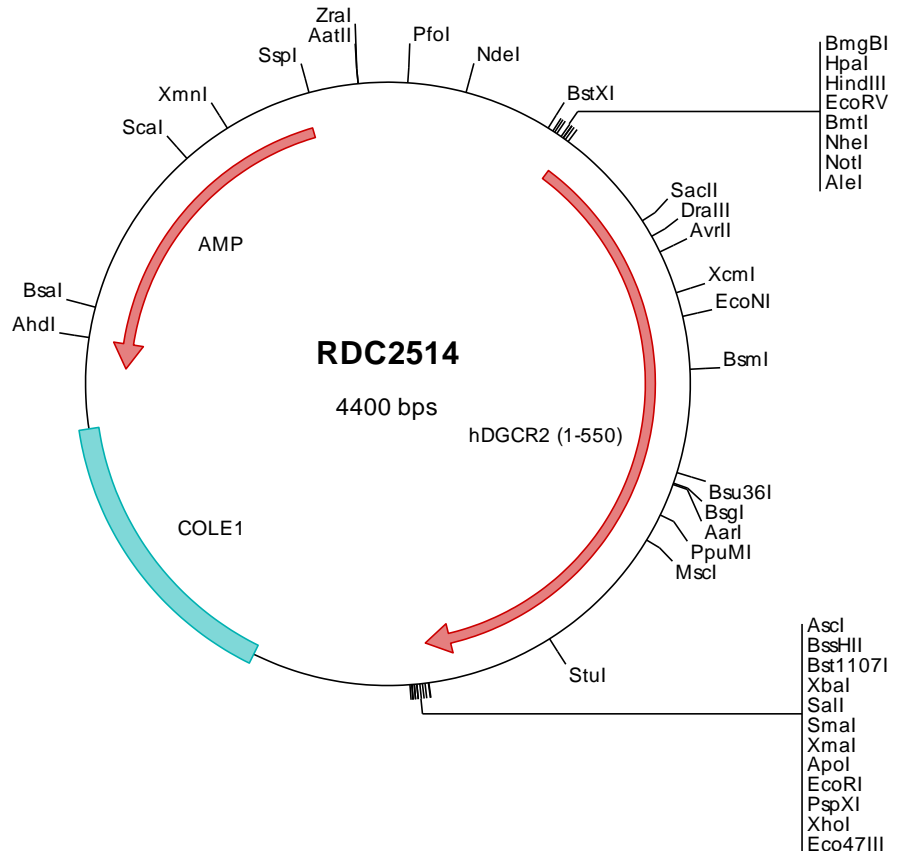 ZraI
AatII
SspI
XmnI
ScaI
BsaI
AhdI
PfoI
NdeI
BstXI
BmgBI
HpaI
HindIII
EcoRV
BmtI
NheI
NotI
AleI
SacII
DraIII
AvrII
XcmI
EcoNI
BsmI
AMP
RDC2514
4400 bps
hDGCR2 (1-550)
COLE1
Bsu36I
BsgI
AarI
PpuMI
MscI
StuI
AscI
BssHII
Bst1107I
XbaI
SalI
SmaI
XmaI
ApoI
EcoRI
PspXI
XhoI
Eco47III